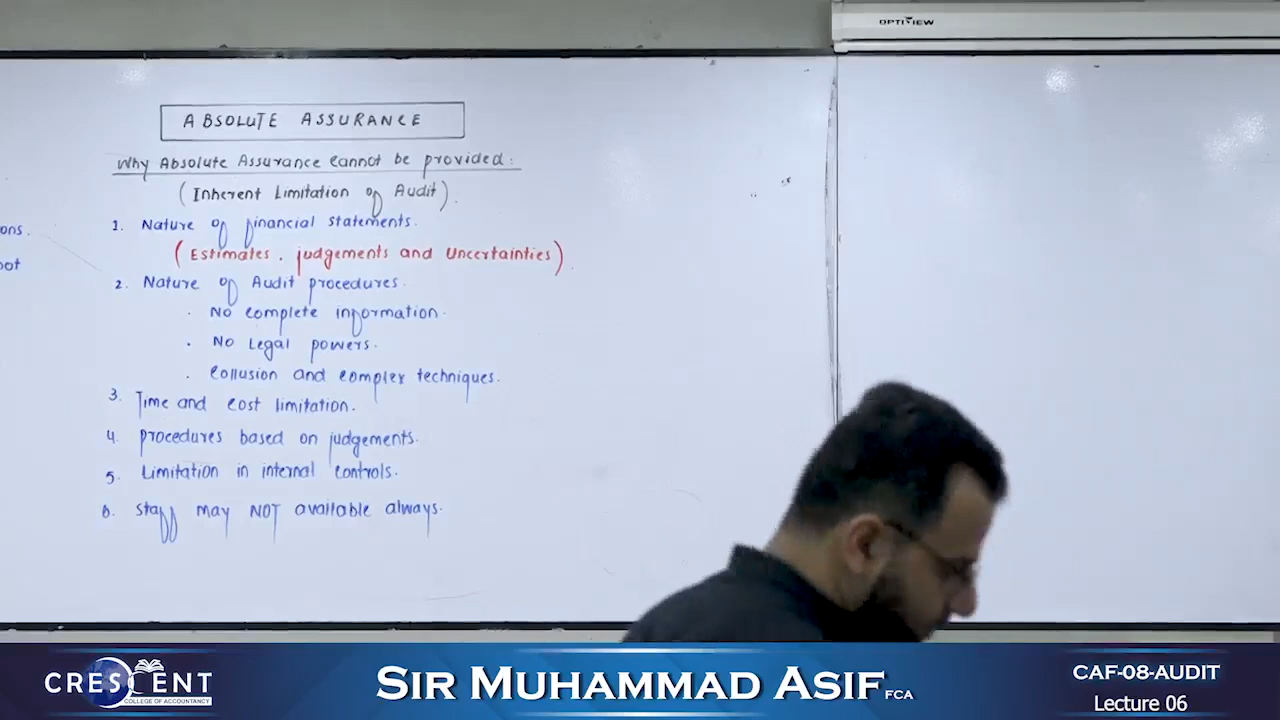 OPTIVIEW
ons.
oot
ABSOLUTE ASSURANCE
Why Absolute Assurance cannot be provided:
(Inherent Limitation of Audit).
1. Nature of financial statements.
(Estimates, judgements and Uncertainties).
2. Nature of Audit procedures.
. No complete information.
. No Legal powers.
. Collusion and complex techniques.
3. Time and cost limitation.
4. procedures based on judgements.
5. Limitation in internal controls.
6. Staff may NOT available always.
CRESCENT
COLLEGE OF ACCOUNTANCY
SIR MUHAMMAD ASIF FCA
CAF-08-AUDIT
Lecture 06